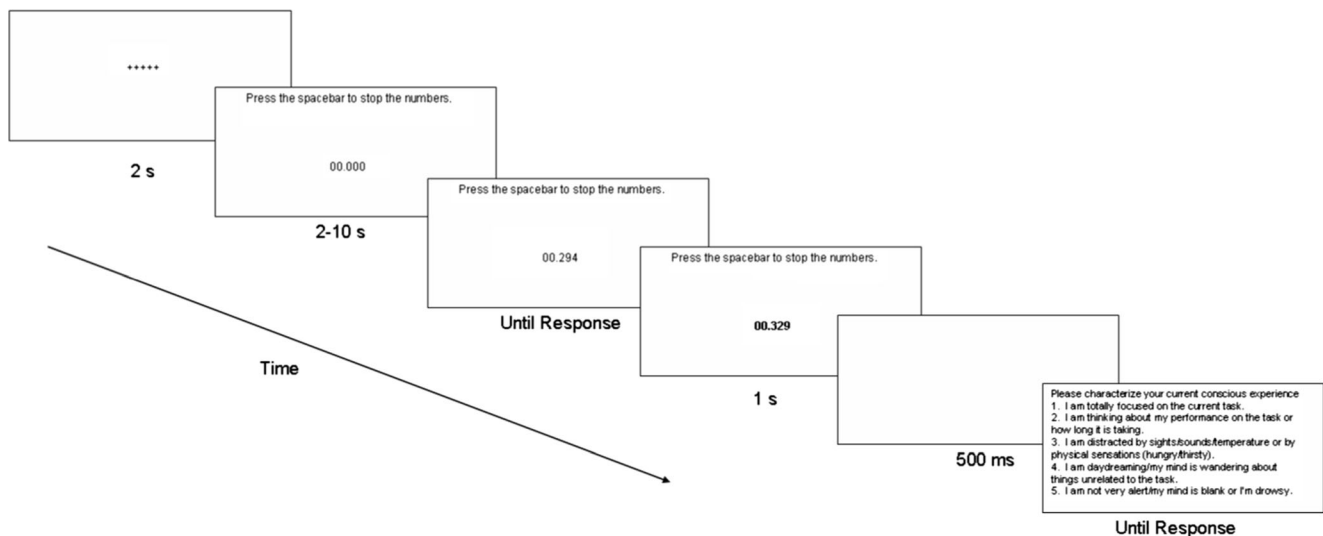 +++++
2 s
Press the spacebar to stop the numbers.
00.000
2-10 s
Press the spacebar to stop the numbers.
00.294
Until Response
Press the spacebar to stop the numbers.
00.329
1 s
500 ms
Please characterize your current conscious experience
1. I am totally focused on the current task.
2. I am thinking about my performance on the task or
how long it is taking.
3. I am distracted by sights/sounds/temperature or by
physical sensations (hungry/thirsty).
4. I am daydreaming/my mind is wandering about
things unrelated to the task.
5. I am not very alert/my mind is blank or I'm drowsy.
Until Response
Time